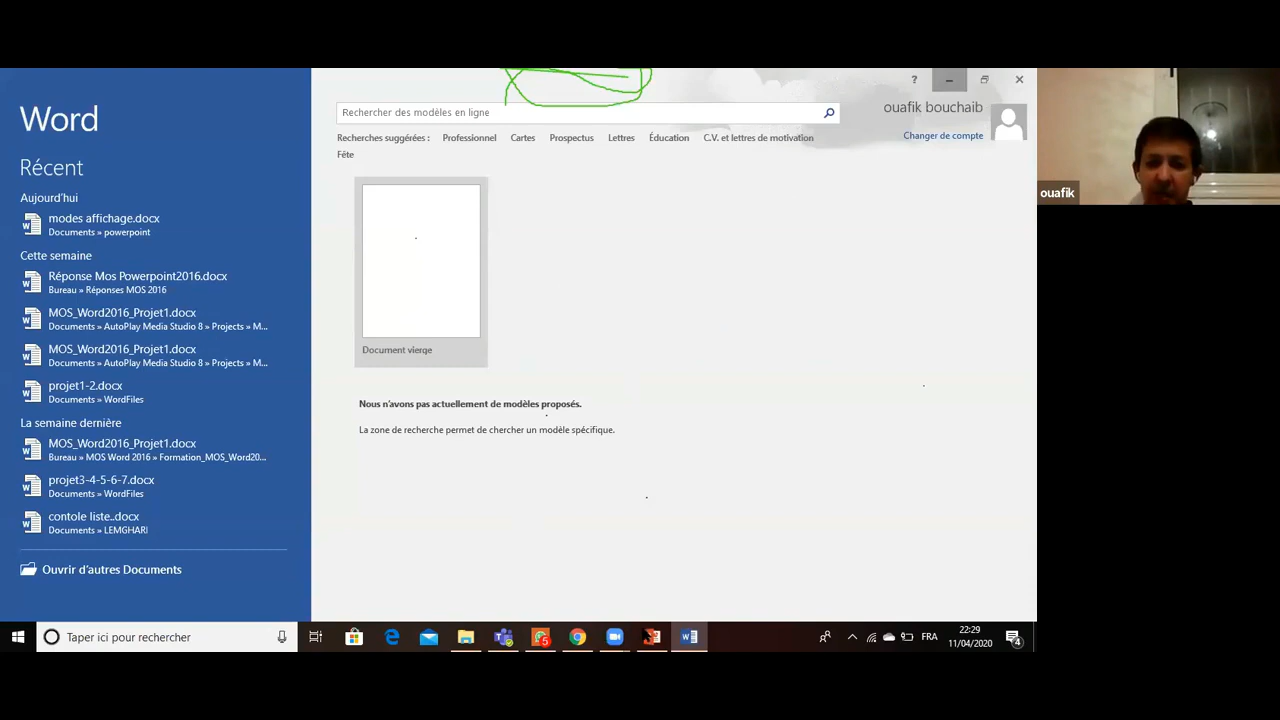 Word
Récent
Aujourd'hui
modes affichage.docx
Documents » powerpoint
Cette semaine
Réponse Mos Powerpoint2016.docx
Bureau » Réponses MOS 2016
MOS_Word2016_Projet1.docx
Documents » AutoPlay Media Studio 8 » Projects » M...
MOS_Word2016_Projet1.docx
Documents » AutoPlay Media Studio 8 » Projects » M...
projet1-2.docx
Documents » WordFiles
La semaine dernière
MOS_Word2016_Projet1.docx
Bureau » MOS Word 2016 » Formation_MOS_Word20...
projet3-4-5-6-7.docx
Documents » WordFiles
contole liste..docx
Documents » LEMGHARI
Ouvrir d'autres Documents
?
Rechercher des modèles en ligne
ouafik bouchaib
Changer de compte
Recherches suggérées : Professionnel Cartes Prospectus Lettres Éducation C.V. et lettres de motivation
Fête
Document vierge
Nous n'avons pas actuellement de modèles proposés.
La zone de recherche permet de chercher un modèle spécifique.
ouafik
Taper ici pour rechercher
5
FRA
22:29
11/04/2020
4